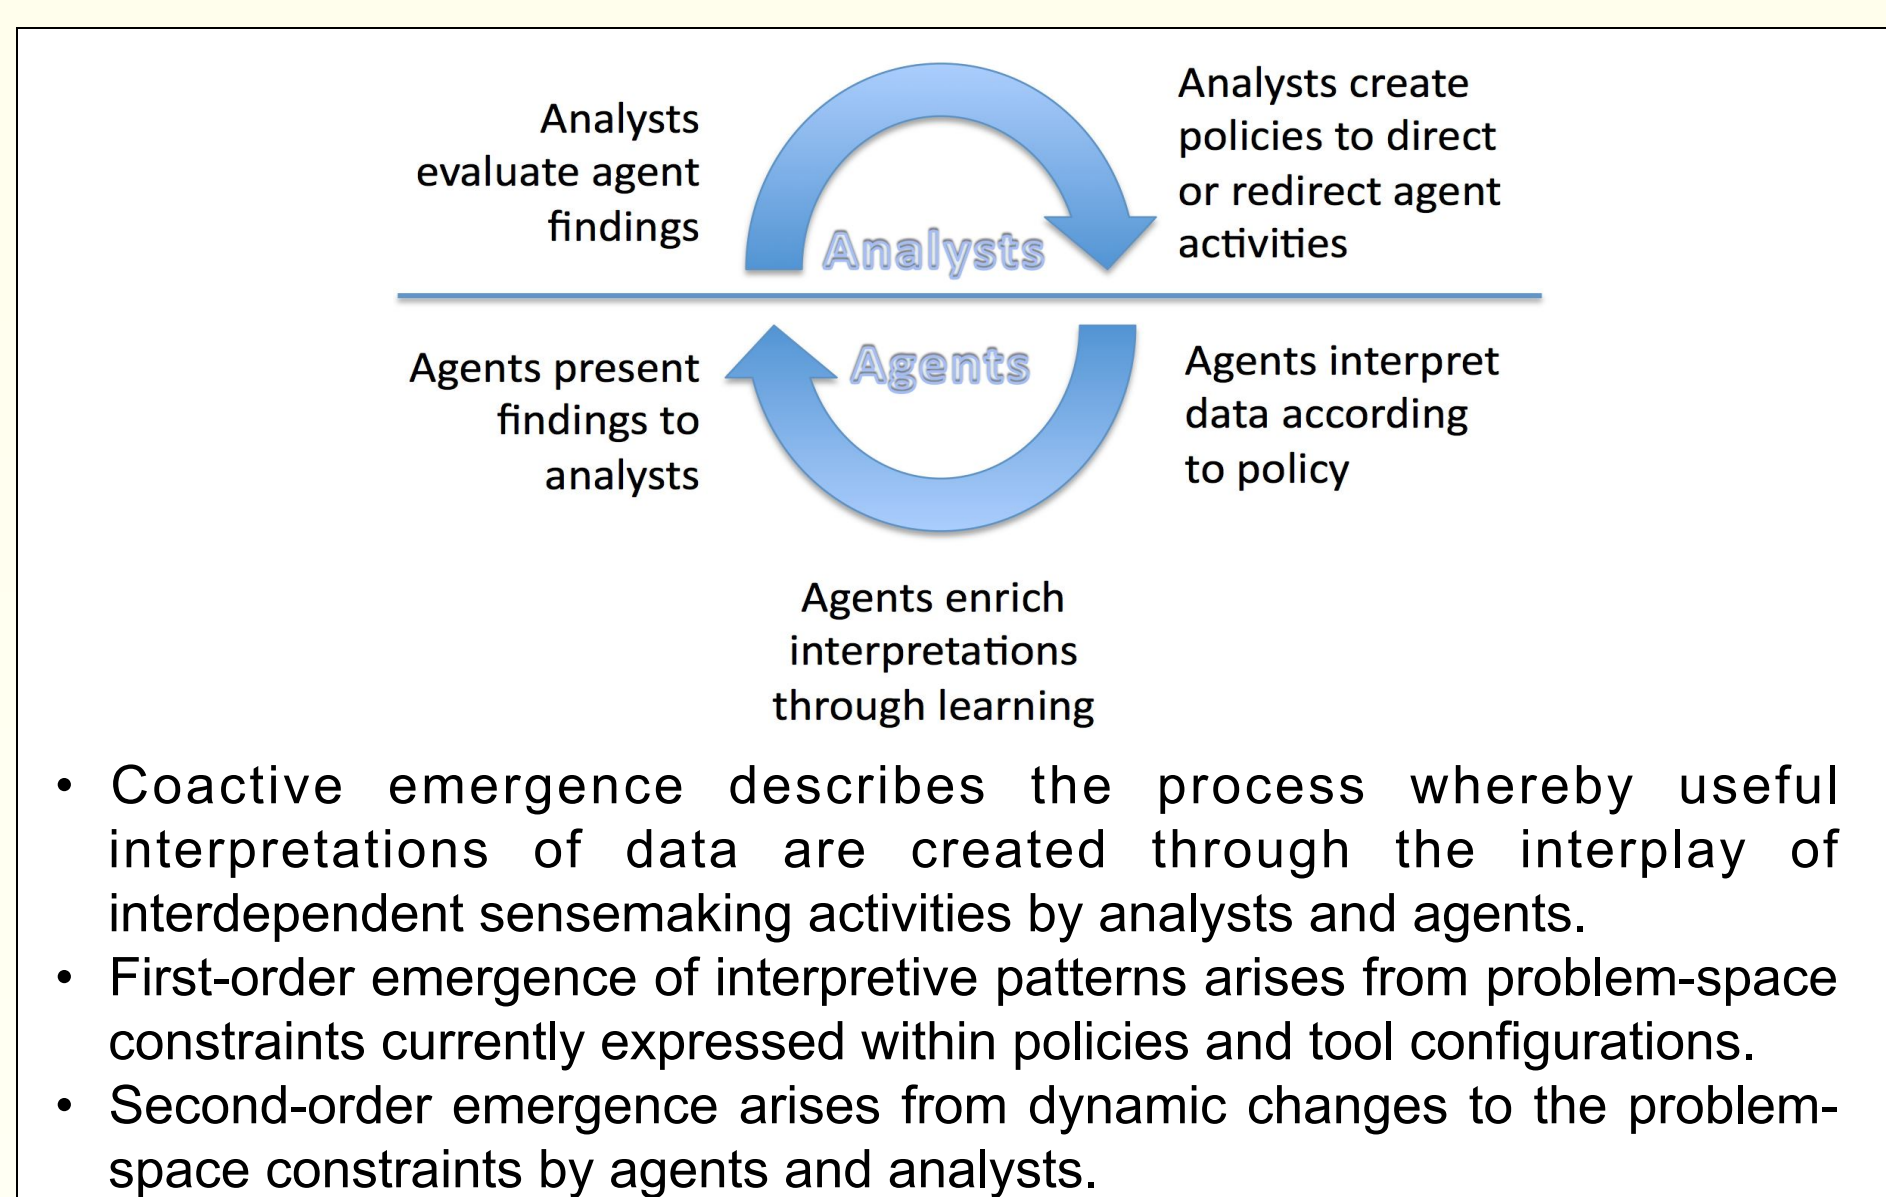 Analysts
evaluate agent
findings
Analysts create
policies to direct
or redirect agent
activities
Analysts
Agents
Agents present
findings to
analysts
Agents interpret
data according
to policy
Agents enrich
interpretations
through learning
• Coactive emergence describes the process whereby useful
interpretations of data are created through the interplay of
interdependent sensemaking activities by analysts and agents.
• First-order emergence of interpretive patterns arises from problem-space
constraints currently expressed within policies and tool configurations.
• Second-order emergence arises from dynamic changes to the problem-
space constraints by agents and analysts.